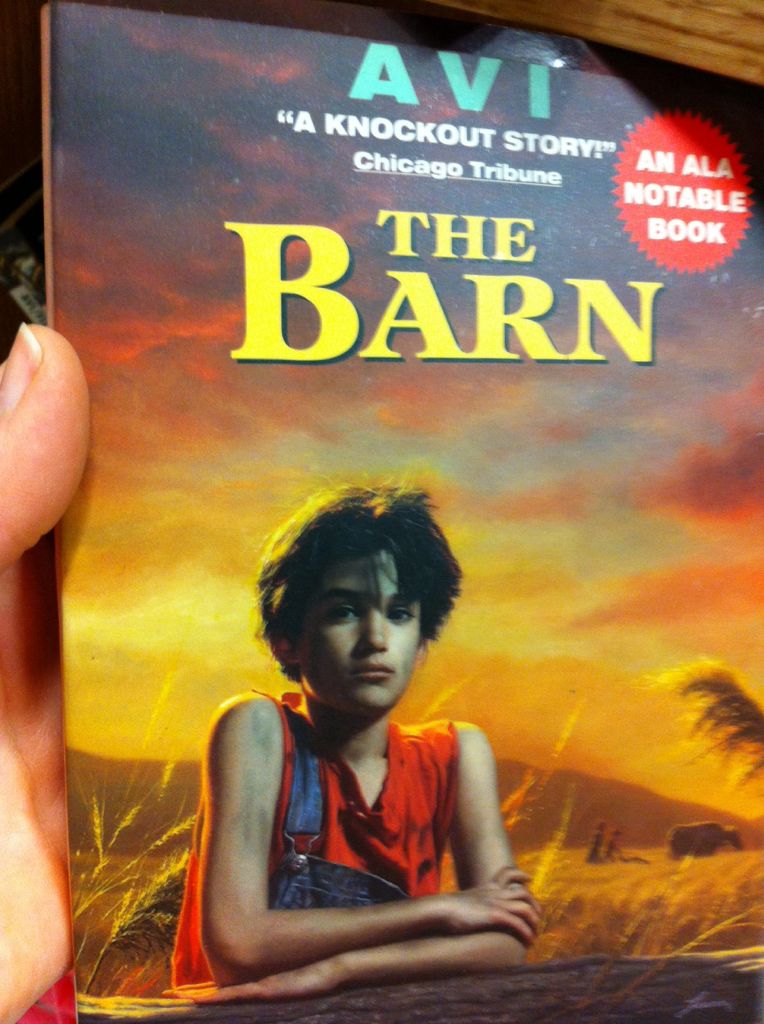 AVI
"A KNOCKOUT STORY!"
Chicago Tribune
AN ALA
NOTABLE
BOOK
THE
BARN